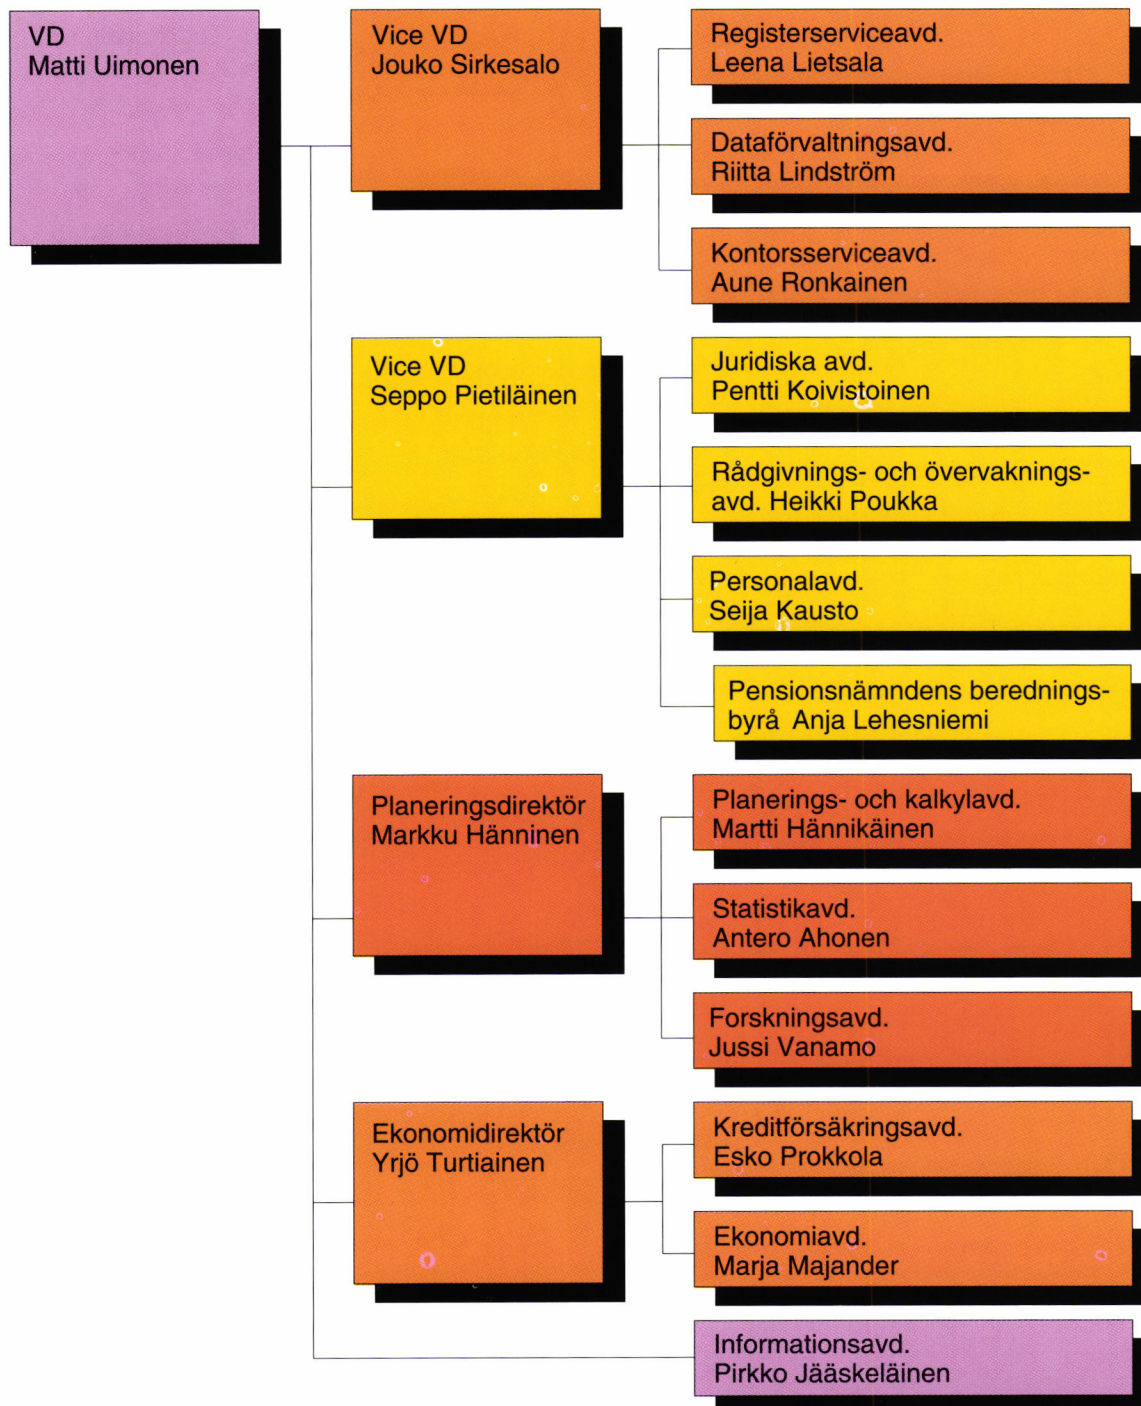 VD
Matti Uimonen
Vice VD
Jouko Sirkesalo
Registerserviceavd.
Leena Lietsala
Dataförvaltningsavd.
Riitta Lindström
Kontorsserviceavd.
Aune Ronkainen
Vice VD
Seppo Pietiläinen
Juridiska avd.
Pentti Koivistoinen
Rådgivnings- och övervaknings-
avd. Heikki Poukka
Personalavd.
Seija Kausto
Pensionsnämndens berednings-
byrå Anja Lehesniemi
Planeringsdirektör
Markku Hänninen
Planerings- och kalkylavd.
Martti Hännikäinen
Statistikavd.
Antero Ahonen
Forskningsavd.
Jussi Vanamo
Ekonomidirektör
Yrjö Turtiainen
Kreditförsäkringsavd.
Esko Prokkola
Ekonomiavd.
Marja Majander
Informationsavd.
Pirkko Jääskeläinen